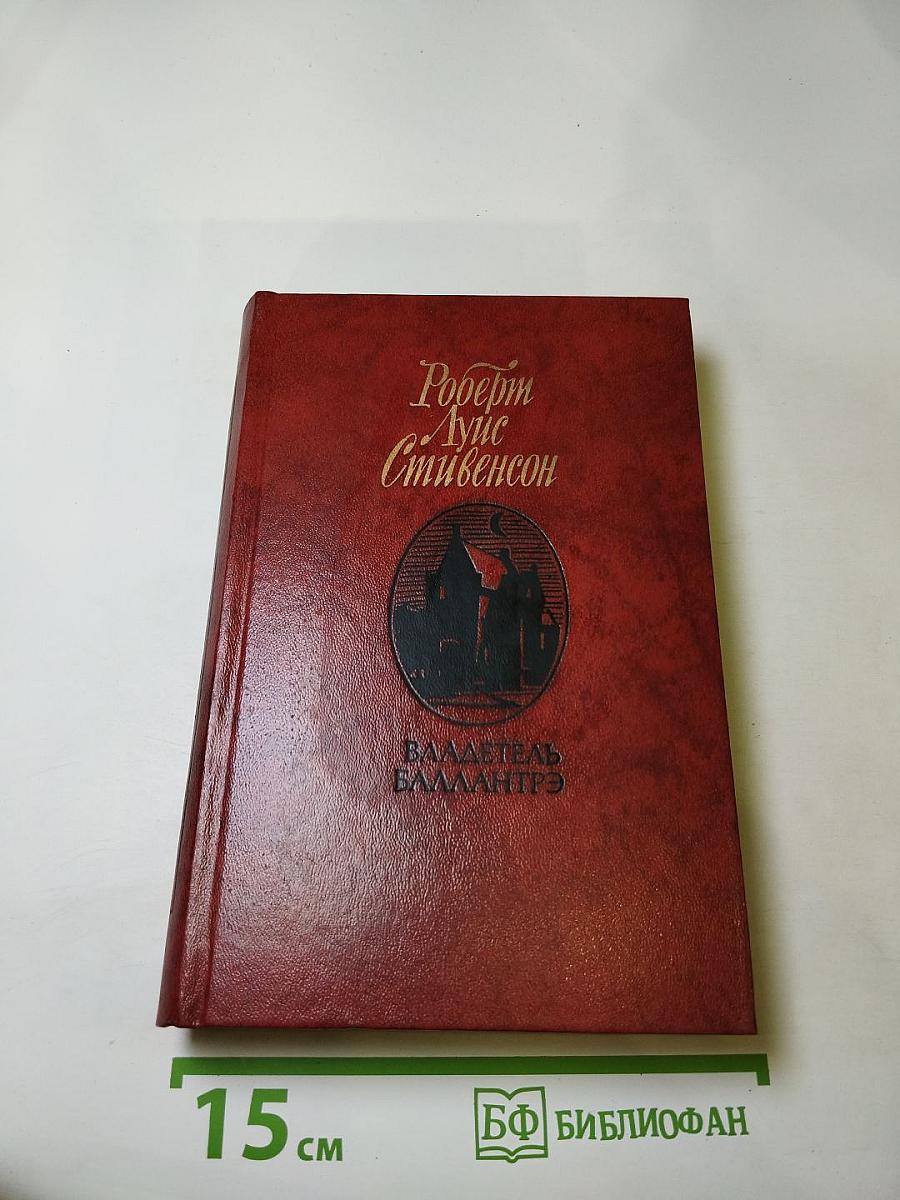 Роберт
Луис
Стивенсон
ВЛАДЕТЕЛЬ
БАЛЛАНТРЭ
15 см
БФ БИБЛИОФАН